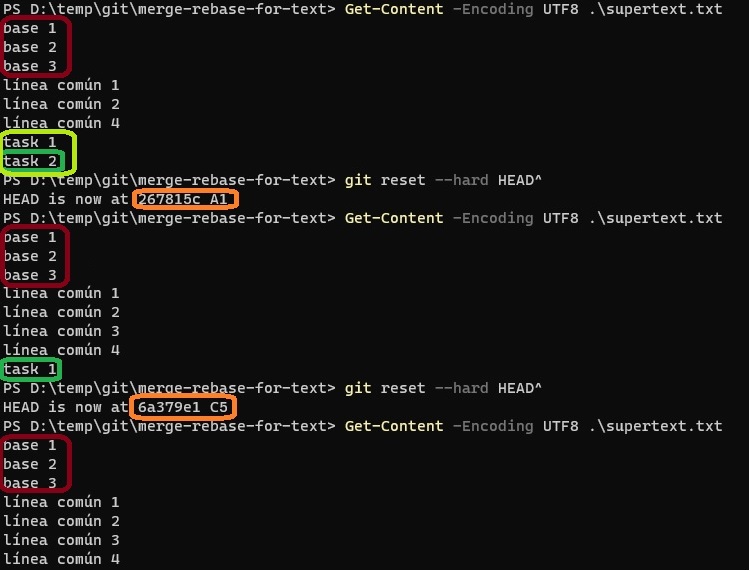 PS D:\temp\git\merge-rebase-for-text> Get-Content -Encoding UTF8 .\supertext.txt
base 1
base 2
base 3
línea común 1
línea común 2
línea común 4
task 1
task 2
PS D:\temp\git\merge-rebase-for-text> git reset --hard HEAD^
HEAD is now at 267815c A1
PS D:\temp\git\merge-rebase-for-text> Get-Content -Encoding UTF8 .\supertext.txt
base 1
base 2
base 3
línea común 1
línea común 2
línea común 3
línea común 4
task 1
PS D:\temp\git\merge-rebase-for-text> git reset --hard HEAD^
HEAD is now at 6a379e1 C5
PS D:\temp\git\merge-rebase-for-text> Get-Content -Encoding UTF8 .\supertext.txt
base 1
base 2
base 3
línea común 1
línea común 2
línea común 3
línea común 4